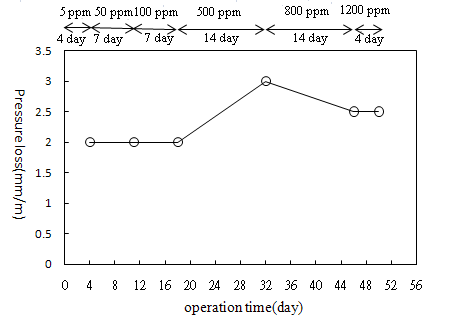 5 ppm 50 ppm 100 ppm 500 ppm 800 ppm 1200 ppm
4 day 7 day 7 day 14 day 14 day 4 day
3.5
3
2.5
2
1.5
1
0.5
0
Pressure loss(mm/m)
0 4 8 12 16 20 24 28 32 36 40 44 48 52 56
operation time(day)